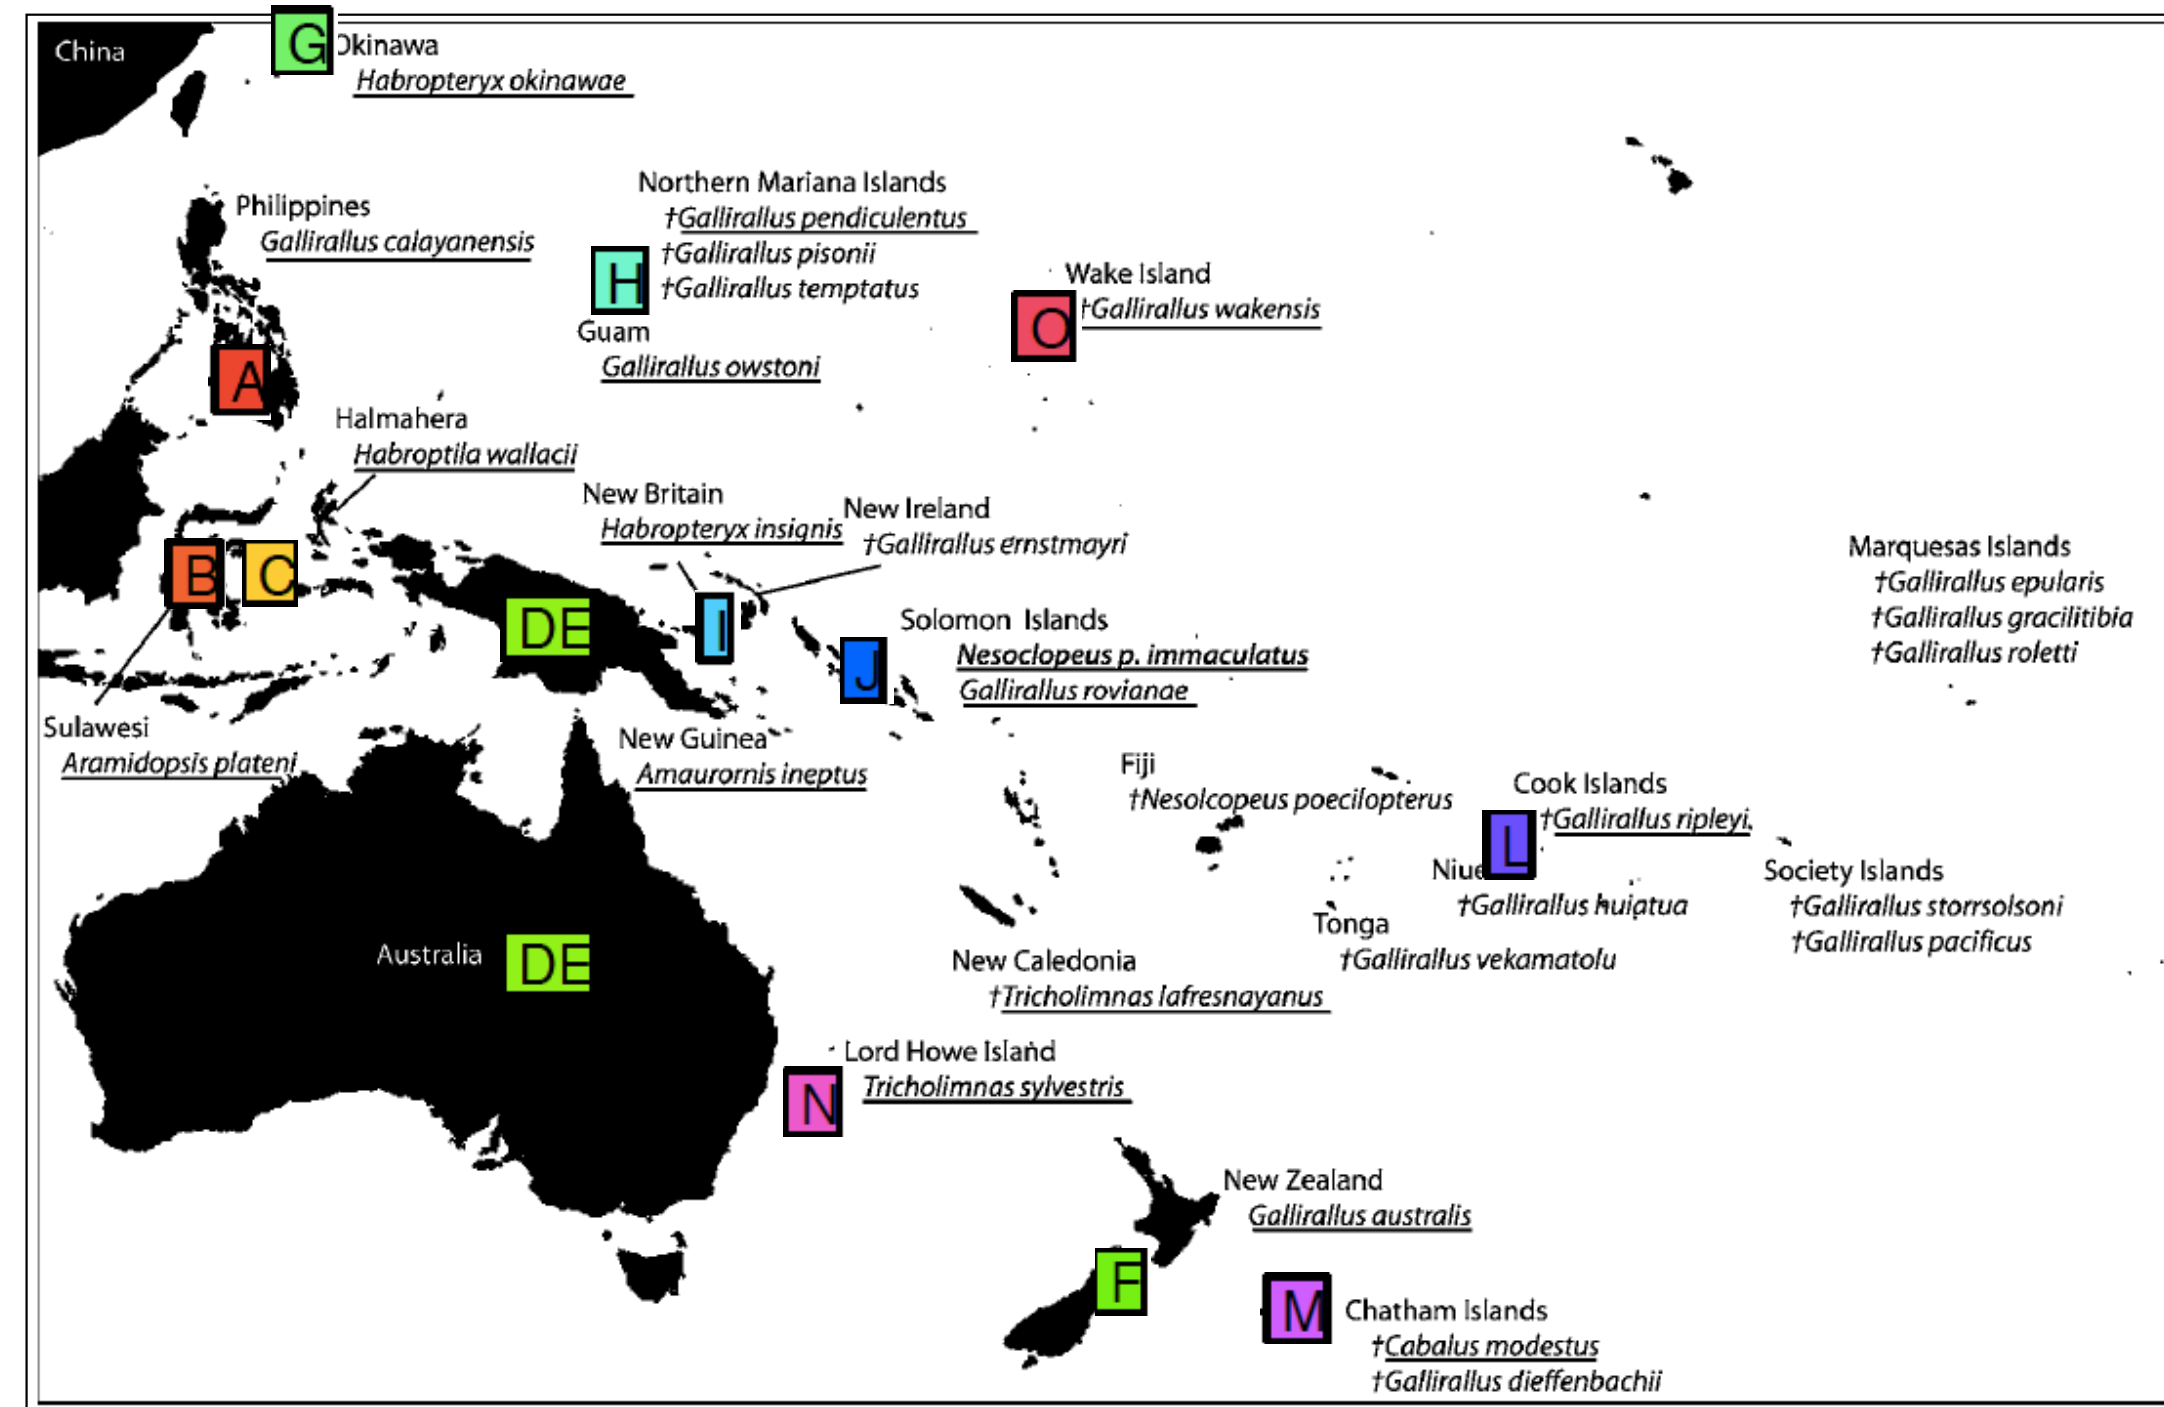 China
G
Okinawa
Habropteryx okinawae
Philippines
Gallirallus calayanensis
Northern Mariana Islands
†Gallirallus pendiculentus
†Gallirallus pisonii
†Gallirallus temptatus
H
Guam
Gallirallus owstoni
Wake Island
†Gallirallus wakensis
O
A
Halmahera
Habroptila wallacii
New Britain
Habropteryx insignis
New Ireland
†Gallirallus ernstmayri
Marquesas Islands
†Gallirallus epularis
†Gallirallus gracilitibia
†Gallirallus roletti
B
C
DE
I
J
Solomon Islands
Nesoclopeus p. immaculatus
Gallirallus rovianae
Sulawesi
Aramidopsis plateni
New Guinea
Amaurornis ineptus
Fiji
†Nesolcopeus poecilopterus
Cook Islands
†Gallirallus ripleyi
L
Niue
†Gallirallus huiatua
Society Islands
†Gallirallus storrsolsoni
†Gallirallus pacificus
Tonga
†Gallirallus vekamatolu
Australia
DE
New Caledonia
†Tricholimnas lafresnayanus
Lord Howe Island
Tricholimnas sylvestris
N
New Zealand
Gallirallus australis
F
M
Chatham Islands
†Cabalus modestus
†Gallirallus dieffenbachii